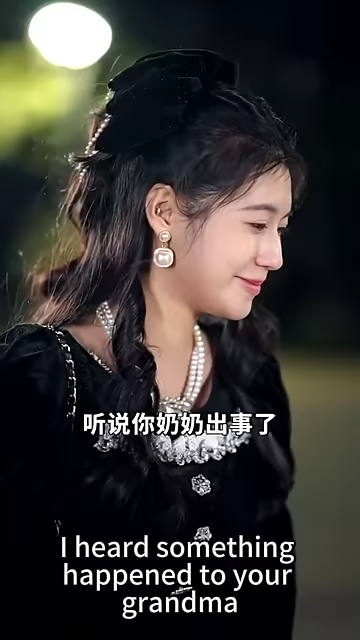 听说你奶奶出事了
I heard something
happened to your
grandma